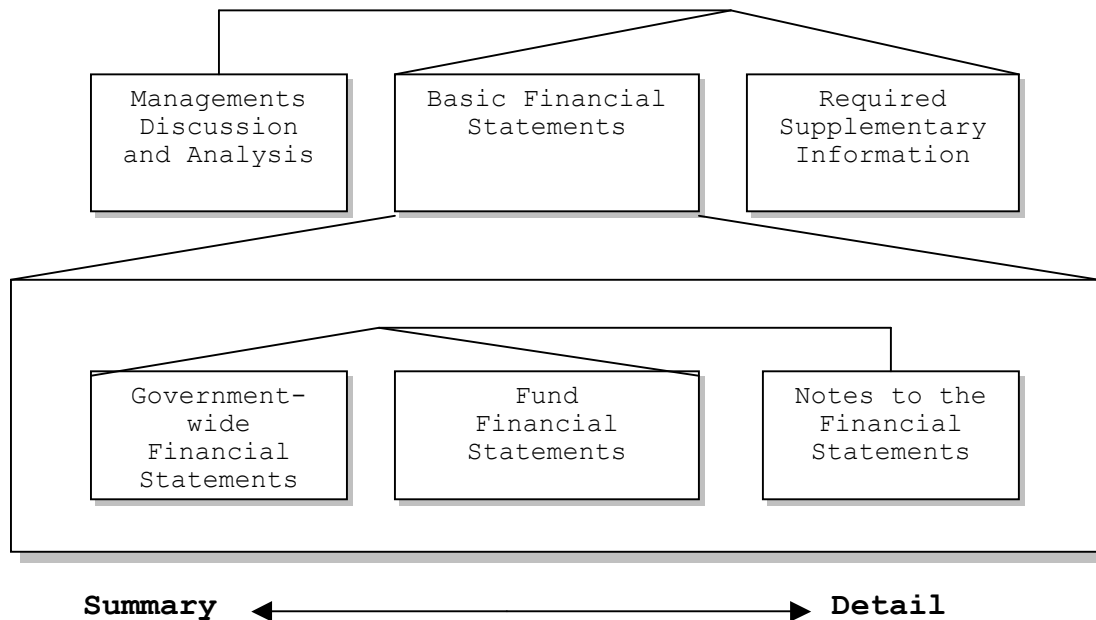 Managements
Discussion
and Analysis
Basic Financial
Statements
Required
Supplementary
Information
Government-
wide
Financial
Statements
Fund
Financial
Statements
Notes to the
Financial
Statements
Summary
Detail